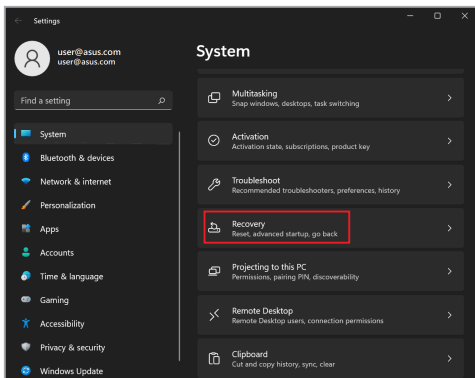 Settings
user@asus.com
user@asus.com
Find a setting
System
Bluetooth & devices
Network & internet
Personalization
Apps
Accounts
Time & language
Gaming
Accessibility
Privacy & security
Windows Update
System
Multitasking
Snap windows, desktops, task switching
Activation
Activation state, subscriptions, product key
Troubleshoot
Recommended troubleshooters, preferences, history
Recovery
Reset, advanced startup, go back
Projecting to this PC
Permissions, pairing PIN, discoverability
Remote Desktop
Remote Desktop users, connection permissions
Clipboard
Cut and copy history, sync, clear